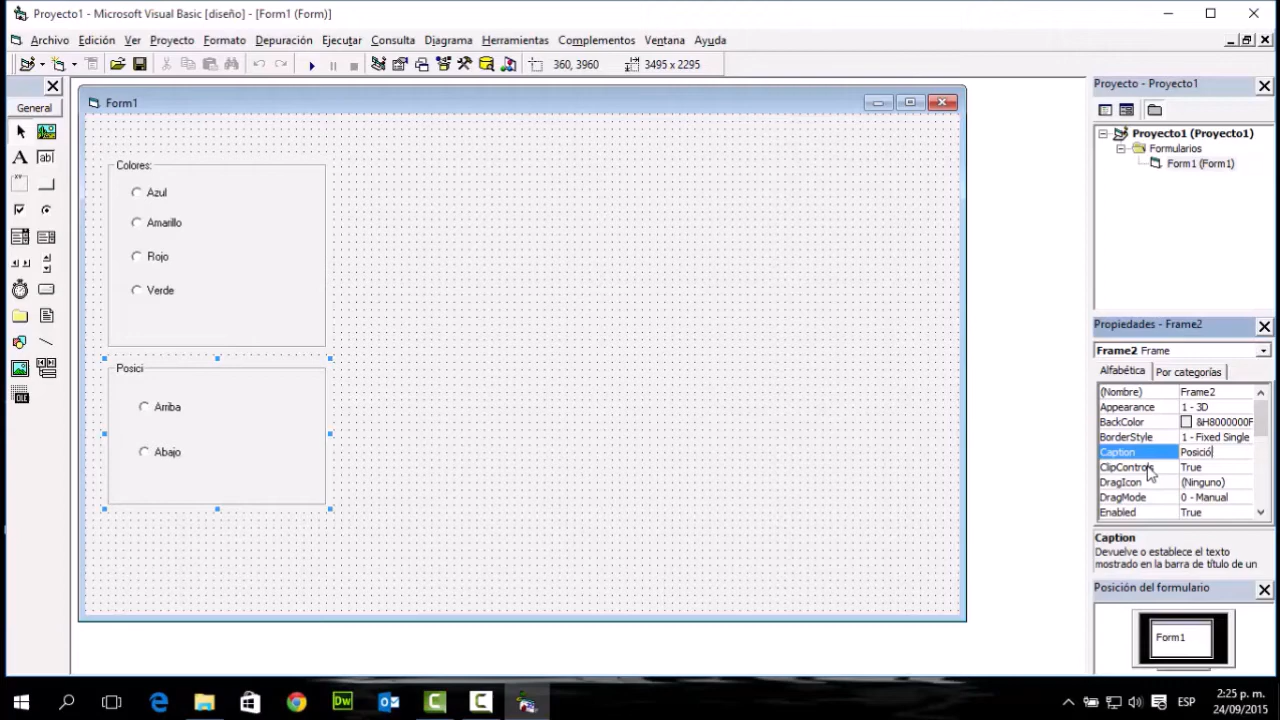 Proyecto1 - Microsoft Visual Basic [diseño] - [Form1 (Form)]
Archivo Edición Ver Proyecto Formato Depuración Ejecutar Consulta Diagrama Herramientas Complementos Ventana Ayuda
360, 3960 3495 x 2295
General
A ab|
XY
OLE
Form1
Colores:
Azul
Amarillo
Rojo
Verde
Posici
Arriba
Abajo
Proyecto - Proyecto1
Proyecto1 (Proyecto1)
Formularios
Form1 (Form1)
Propiedades - Frame2
Frame2 Frame
Alfabética Por categorías
(Nombre) Frame2
Appearance 1 - 3D
BackColor &H8000000F
BorderStyle 1 - Fixed Single
Caption Posició
ClipControls True
DragIcon (Ninguno)
DragMode 0 - Manual
Enabled True
Caption
Devuelve o establece el texto
mostrado en la barra de título de un
Posición del formulario
Form1
Dw
ESP
2:25 p. m.
24/09/2015